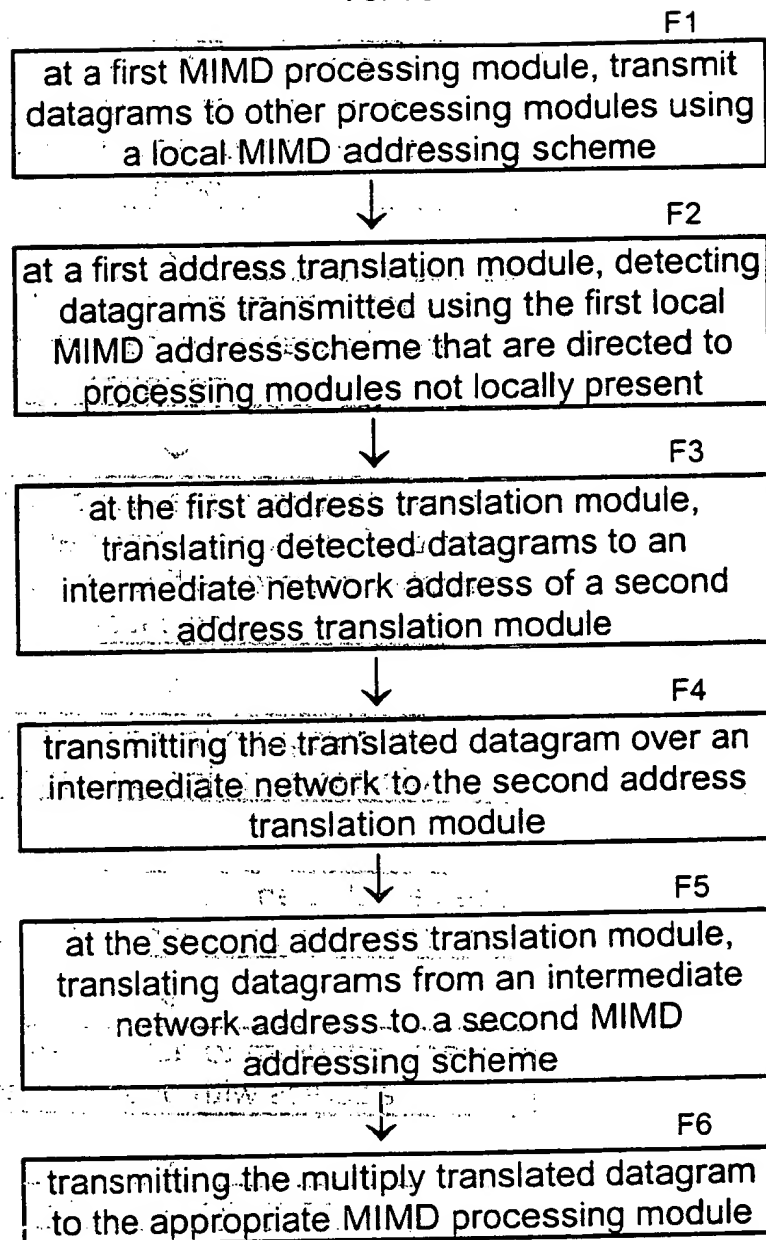 F1
at a first MIMD processing module, transmit
datagrams to other processing modules using
a local MIMD addressing scheme
F2
at a first address translation module, detecting
datagrams transmitted using the first local
MIMD address scheme that are directed to
processing modules not locally present
F3
at the first address translation module,
translating detected datagrams to an
intermediate network address of a second
address translation module
F4
transmitting the translated datagram over an
intermediate network to the second address
translation module
F5
at the second address translation module,
translating datagrams from an intermediate
network address to a second MIMD
addressing scheme
F6
transmitting the multiply translated datagram
to the appropriate MIMD processing module